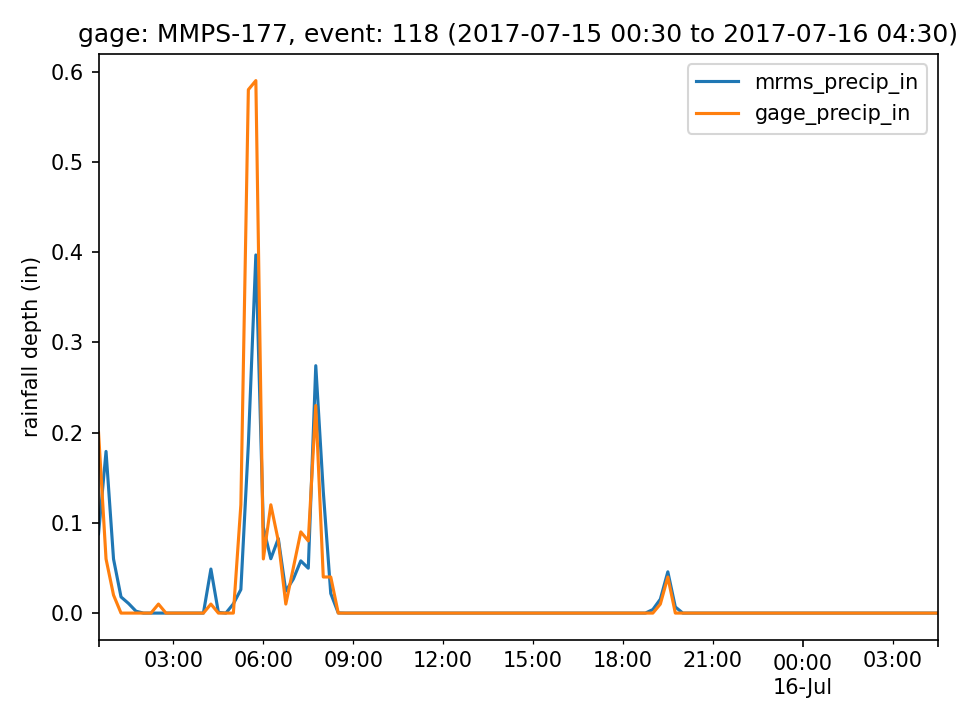 gage: MMPS-177, event: 118 (2017-07-15 00:30 to 2017-07-16 04:30)
mrms_precip_in
gage_precip_in
rainfall depth (in)
0.6
0.5
0.4
0.3
0.2
0.1
0.0
03:00 06:00 09:00 12:00 15:00 18:00 21:00 00:00 03:00
16-Jul